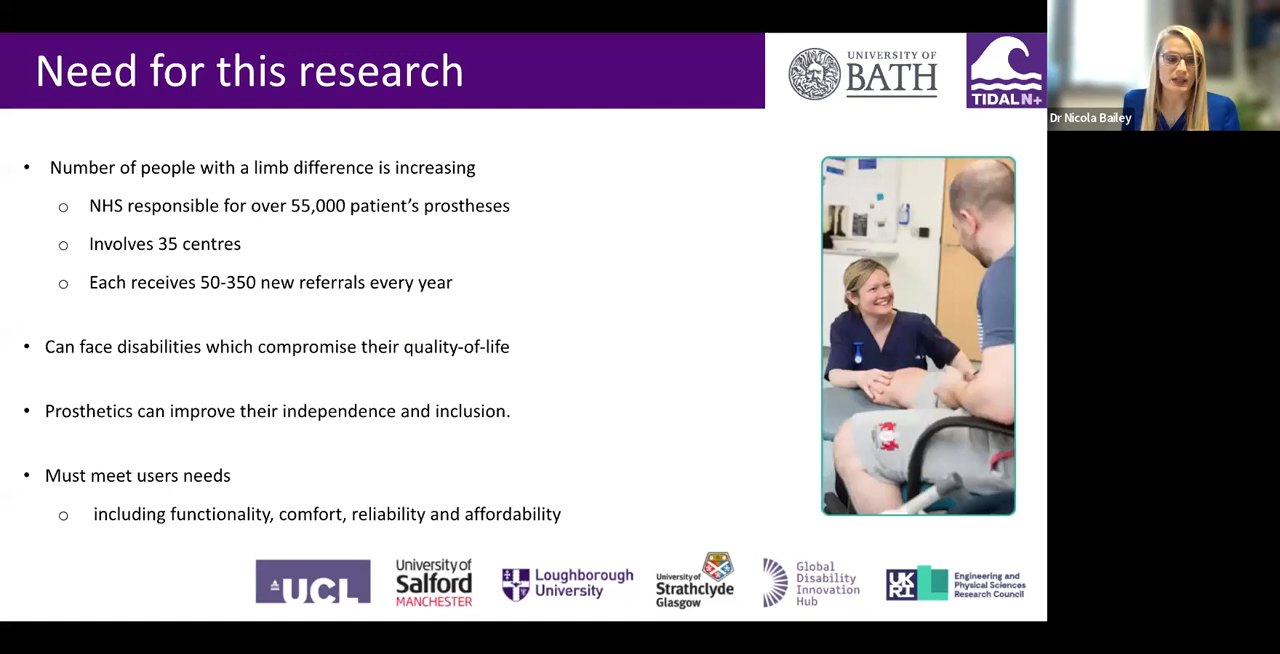 Need for this research
UNIVERSITY OF
BATH
TIDAL N+
Dr Nicola Bailey
• Number of people with a limb difference is increasing
o NHS responsible for over 55,000 patient's prostheses
o Involves 35 centres
o Each receives 50-350 new referrals every year
• Can face disabilities which compromise their quality-of-life
• Prosthetics can improve their independence and inclusion.
• Must meet users needs
o including functionality, comfort, reliability and affordability
UCL
University of
Salford
MANCHESTER
Loughborough
University
University of
Strathclyde
Glasgow
Global
Disability
Innovation
Hub
UK
RI
Engineering and
Physical Sciences
Research Council